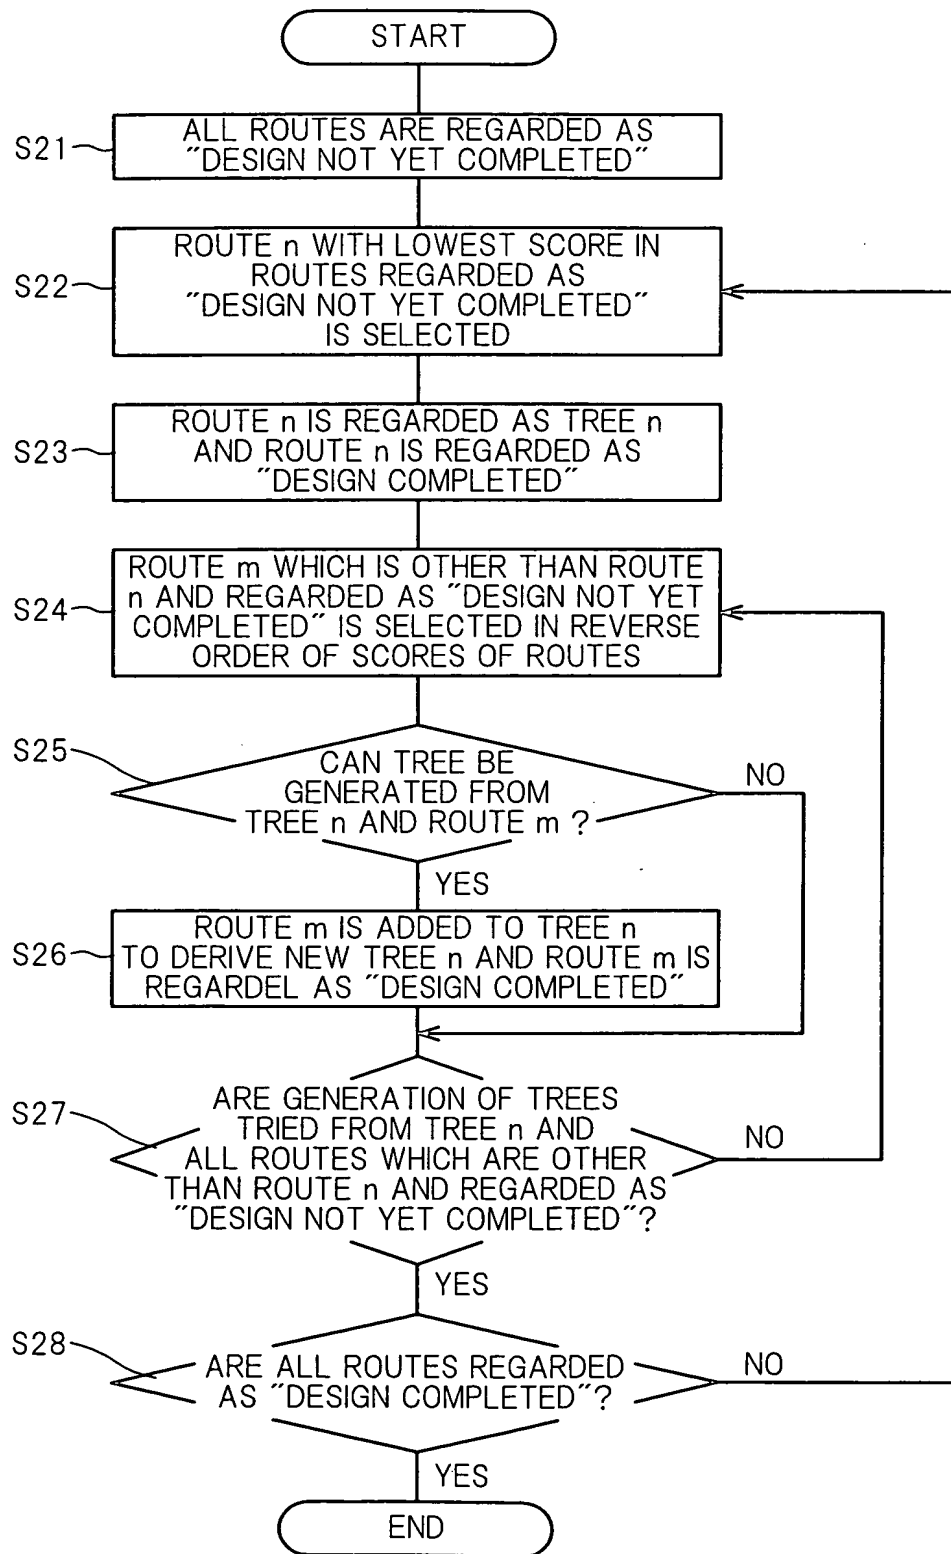 START
S21
ALL ROUTES ARE REGARDED AS
"DESIGN NOT YET COMPLETED"
S22
ROUTE n WITH LOWEST SCORE IN
ROUTES REGARDED AS
"DESIGN NOT YET COMPLETED"
IS SELECTED
S23
ROUTE n IS REGARDED AS TREE n
AND ROUTE n IS REGARDED AS
"DESIGN COMPLETED"
S24
ROUTE m WHICH IS OTHER THAN ROUTE
n AND REGARDED AS "DESIGN NOT YET
COMPLETED" IS SELECTED IN REVERSE
ORDER OF SCORES OF ROUTES
S25
CAN TREE BE
GENERATED FROM
TREE n AND ROUTE m ?
NO
YES
S26
ROUTE m IS ADDED TO TREE n
TO DERIVE NEW TREE n AND ROUTE m IS
REGARDEL AS "DESIGN COMPLETED"
S27
ARE GENERATION OF TREES
TRIED FROM TREE n AND
ALL ROUTES WHICH ARE OTHER
THAN ROUTE n AND REGARDED AS
"DESIGN NOT YET COMPLETED"?
NO
YES
S28
ARE ALL ROUTES REGARDED
AS "DESIGN COMPLETED"?
NO
YES
END